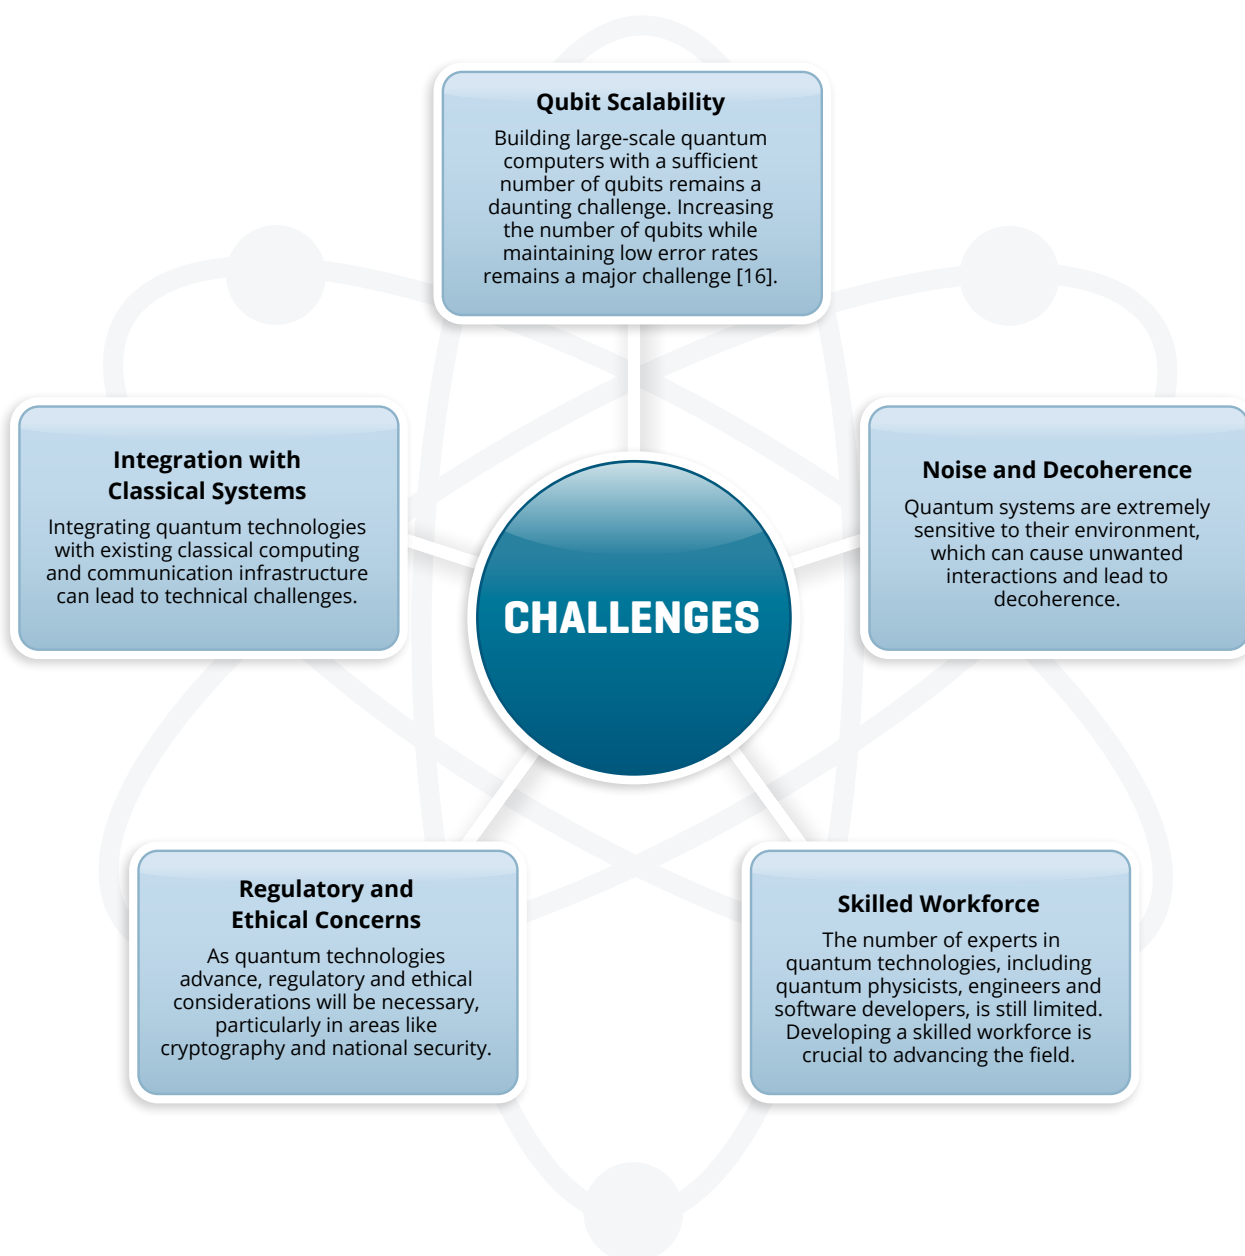 Qubit Scalability
Building large-scale quantum
computers with a sufficient
number of qubits remains a
daunting challenge. Increasing
the number of qubits while
maintaining low error rates
remains a major challenge [16].
Integration with
Classical Systems
Integrating quantum technologies
with existing classical computing
and communication infrastructure
can lead to technical challenges.
Noise and Decoherence
Quantum systems are extremely
sensitive to their environment,
which can cause unwanted
interactions and lead to
decoherence.
CHALLENGES
Regulatory and
Ethical Concerns
As quantum technologies
advance, regulatory and ethical
considerations will be necessary,
particularly in areas like
cryptography and national security.
Skilled Workforce
The number of experts in
quantum technologies, including
quantum physicists, engineers and
software developers, is still limited.
Developing a skilled workforce is
crucial to advancing the field.